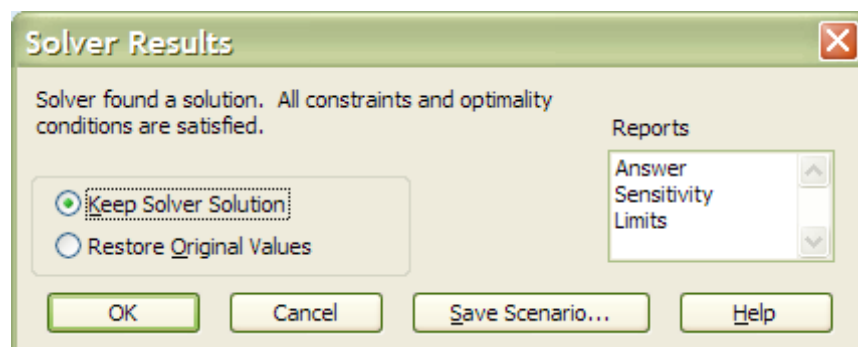 Solver Results
Solver found a solution. All constraints and optimality
conditions are satisfied.
Reports
Answer
Sensitivity
Limits
Keep Solver Solution
Restore Original Values
OK
Cancel
Save Scenario...
Help